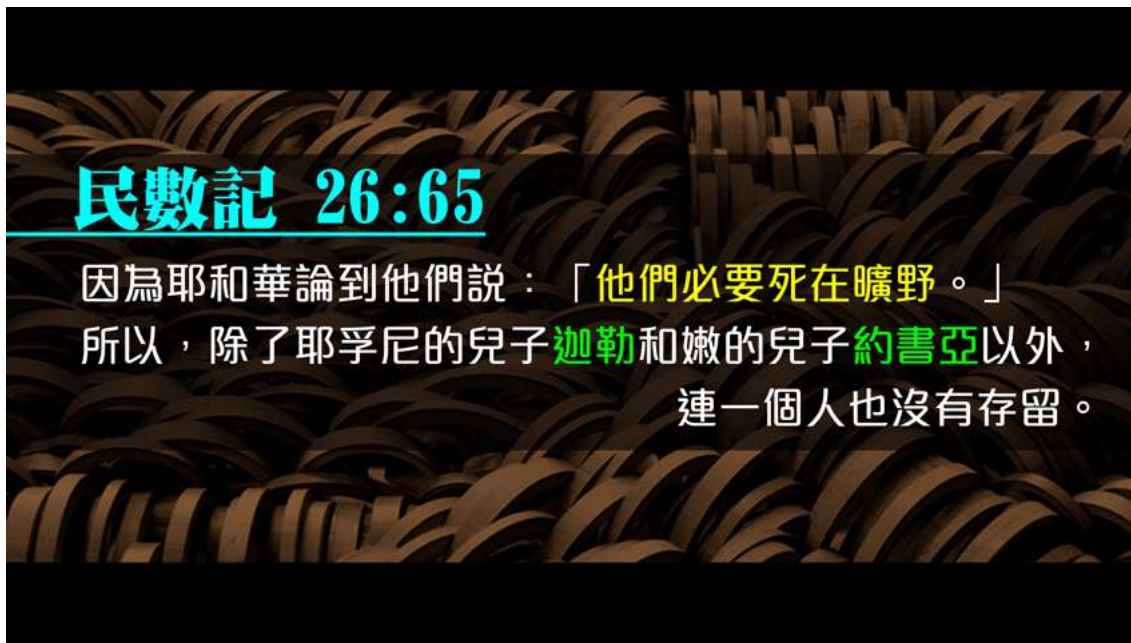 民數記 26:65
因為耶和華論到他們説：「他們必要死在曠野。」
所以，除了耶孚尼的兒子迦勒和嫩的兒子約書亞以外，
連一個人也沒有存留。